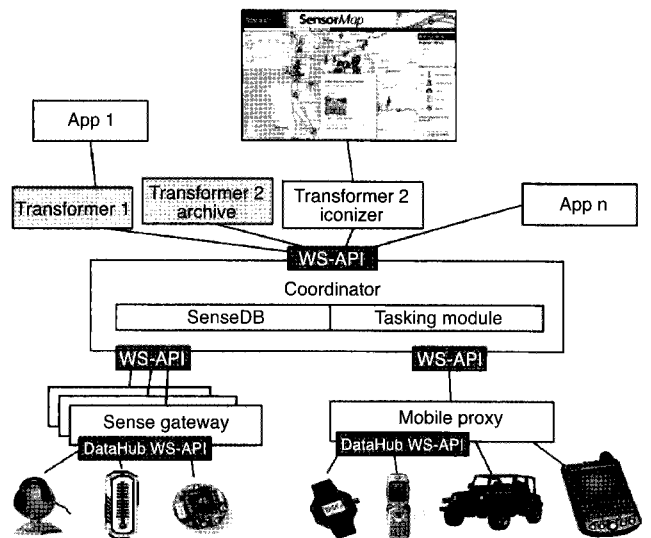 SensorMap
App 1
Transformer 1
Transformer 2
archive
Transformer 2
iconizer
App n
WS-API
Coordinator
SenseDB
Tasking module
WS-API
WS-API
Sense gateway
DataHub WS-API
Mobile proxy
DataHub WS-API